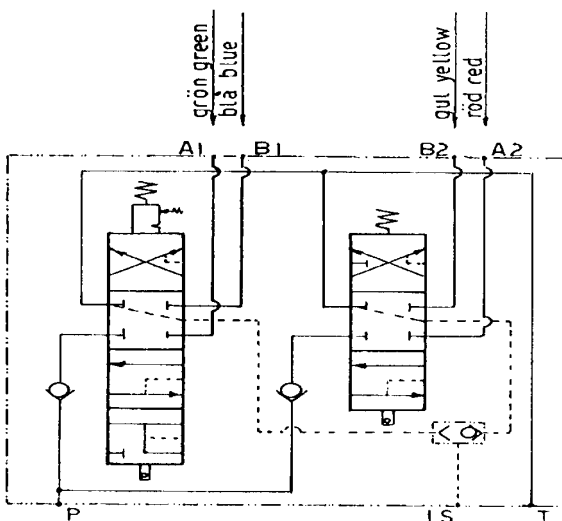 grön green
blå blue
gul yellow
röd red
A1
B1
B2
A2
P
LS
T